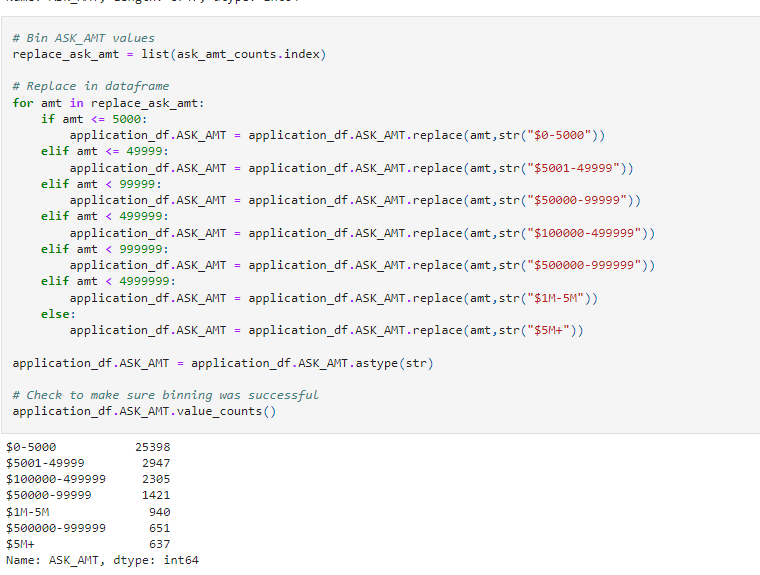 # Bin ASK_AMT values
replace_ask_amt = list(ask_amt_counts.index)

# Replace in dataframe
for amt in replace_ask_amt:
    if amt <= 5000:
        application_df.ASK_AMT = application_df.ASK_AMT.replace(amt,str("$0-5000"))
    elif amt <= 49999:
        application_df.ASK_AMT = application_df.ASK_AMT.replace(amt,str("$5001-49999"))
    elif amt < 99999:
        application_df.ASK_AMT = application_df.ASK_AMT.replace(amt,str("$50000-99999"))
    elif amt < 499999:
        application_df.ASK_AMT = application_df.ASK_AMT.replace(amt,str("$100000-499999"))
    elif amt < 999999:
        application_df.ASK_AMT = application_df.ASK_AMT.replace(amt,str("$500000-999999"))
    elif amt < 4999999:
        application_df.ASK_AMT = application_df.ASK_AMT.replace(amt,str("$1M-5M"))
    else:
        application_df.ASK_AMT = application_df.ASK_AMT.replace(amt,str("$5M+"))

application_df.ASK_AMT = application_df.ASK_AMT.astype(str)

# Check to make sure binning was successful
application_df.ASK_AMT.value_counts()
$0-5000           25398
$5001-49999        2947
$100000-499999     2305
$50000-99999       1421
$1M-5M              940
$500000-999999      651
$5M+                637
Name: ASK_AMT, dtype: int64